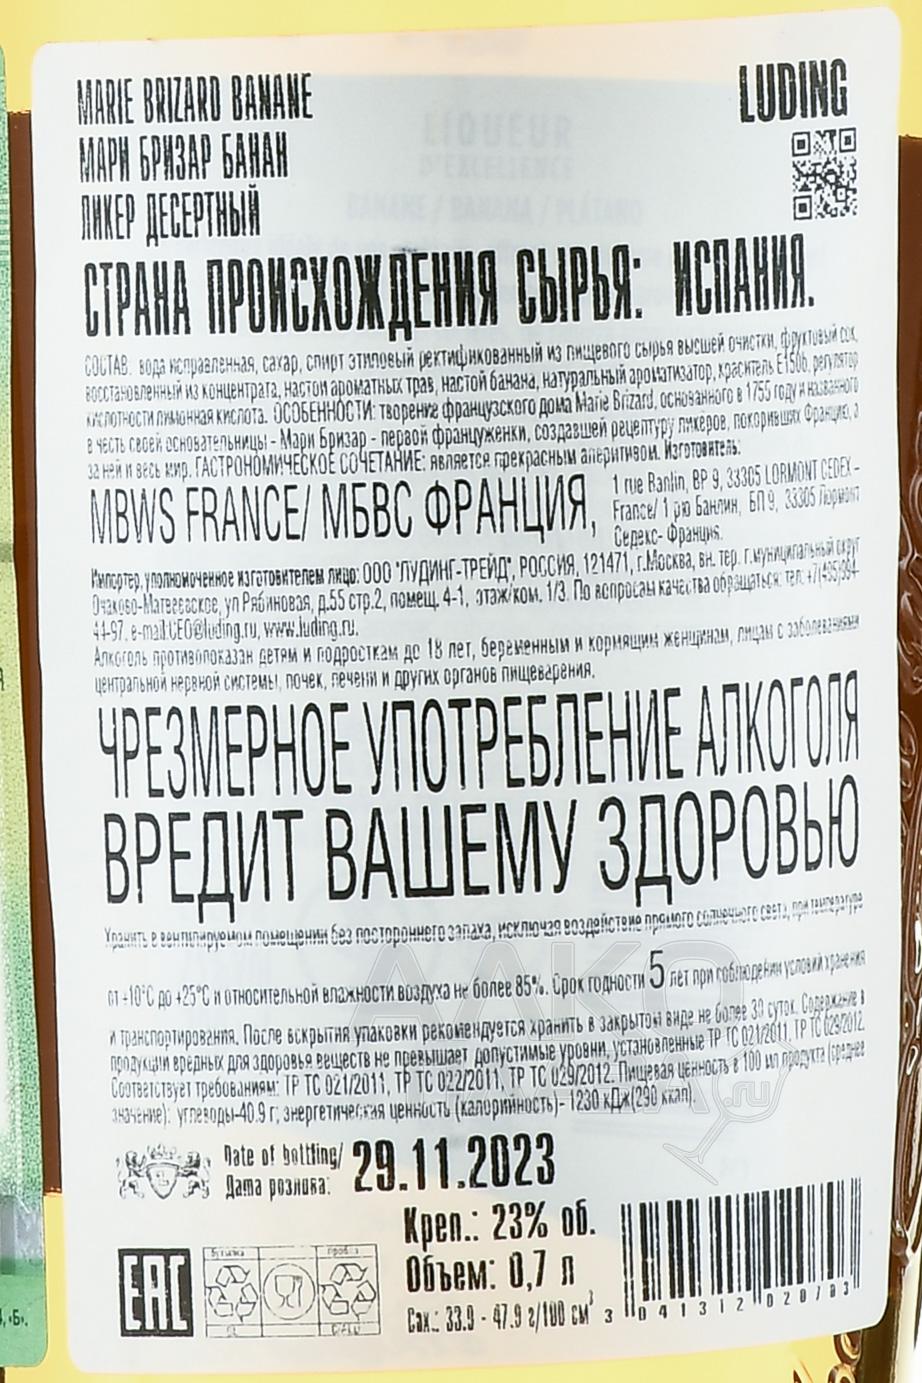 MARIE BRIZARD BANANE
LUDING
МАРИ БРИЗАР БАНАН
ЛИКЕР ДЕСЕРТНЫЙ
LIQUEUR
D'EXCELLENCE
BANANE / BANANA / PLÁTANO
СТРАНА ПРОИСХОЖДЕНИЯ СЫРЬЯ: ИСПАНИЯ.
СОСТАВ: вода исправленная, сахар, спирт этиловый ректификованный из пищевого сырья высшей очистки, фруктовый сок,
восстановленный из концентрата, настои ароматных трав, настой банана, натуральный ароматизатор, краситель Е150b, регулятор
кислотности лимонная кислота. ОСОБЕННОСТИ: творение французского дома Marie Brizard, основанного в 1755 году и названного
в честь своей основательницы - Мари Бризар - первой француженки, создавшей рецептуру ликёров, покоривших Францию, а
за ней и весь мир. ГАСТРОНОМИЧЕСКОЕ СОЧЕТАНИЕ: является прекрасным аперитивом. Изготовитель:
MBWS FRANCE/ МБВС ФРАНЦИЯ,
1 rue Banlin, BP 9, 33305 LORMONT CEDEX -
France/ 1 рю Банлин, БП 9, 33305 Лормонт
Седекс- Франция.
Импортер, уполномоченное изготовителем лицо: ООО "ЛУДИНГ-ТРЕЙД", РОССИЯ, 121471, г.Москва, вн. тер. г.муниципальный округ
Очаково-Матвеевское, ул Рябиновая, д.55 стр.2, помещ. 4-1, этаж/ком. 1/3. По вопросам качества обращаться: тел: +7(495)994-
44-97, e-mail:CEO@luding.ru, www.luding.ru.
Алкоголь противопоказан детям и подросткам до 18 лет, беременным и кормящим женщинам, лицам с заболеваниями
центральной нервной системы, почек, печени и других органов пищеварения.
ЧРЕЗМЕРНОЕ УПОТРЕБЛЕНИЕ АЛКОГОЛЯ
ВРЕДИТ ВАШЕМУ ЗДОРОВЬЮ
Хранить в вентилируемом помещении без постороннего запаха, исключая воздействие прямого солнечного света, при температуре
от +10°С до +25°С и относительной влажности воздуха не более 85%. Срок годности 5 лет при соблюдении условий хранения
и транспортирования. После вскрытия упаковки рекомендуется хранить в закрытом виде не более 30 суток. Содержание в
продукции вредных для здоровья веществ не превышает допустимые уровни, установленные ТР ТС 021/2011, ТР ТС 029/2012.
Соответствует требованиям: ТР ТС 021/2011, ТР ТС 022/2011, ТР ТС 029/2012. Пищевая ценность в 100 мл продукта (среднее
значение): углеводы-40.9 г; энергетическая ценность (калорийность)- 1230 кДж(290 ккал).
Date of bottling/
Дата розлива:
29.11.2023
Креп.: 23% об.
Объем: 0,7 л
Сах.: 33.9 - 47.9 г/100 см³
EAC
бутылка
пробка
GL
3 041312 020703
АЛКО
.ru